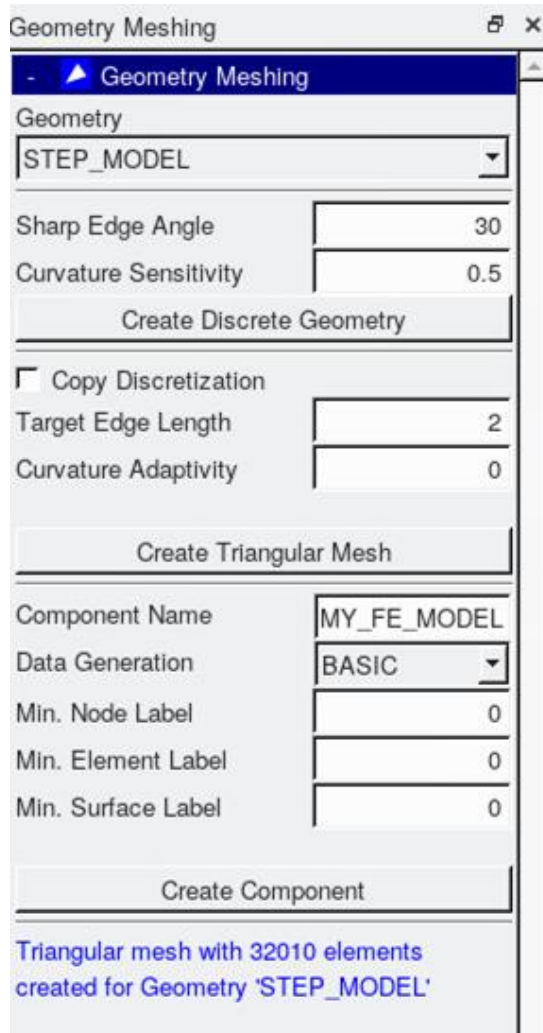 Geometry Meshing
- Geometry Meshing
Geometry
STEP_MODEL
Sharp Edge Angle 30
Curvature Sensitivity 0.5
Create Discrete Geometry
Copy Discretization
Target Edge Length 2
Curvature Adaptivity 0
Create Triangular Mesh
Component Name MY_FE_MODEL
Data Generation BASIC
Min. Node Label 0
Min. Element Label 0
Min. Surface Label 0
Create Component
Triangular mesh with 32010 elements
created for Geometry 'STEP_MODEL'